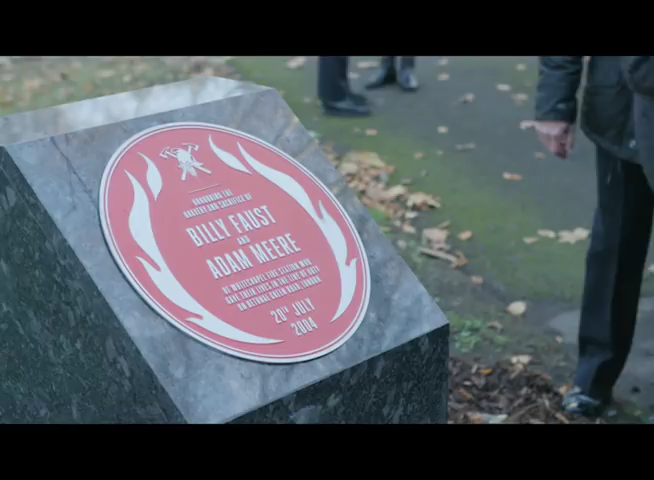 HONOURING THE
BRAVERY AND SACRIFICE OF
BILLY FAUST
AND
ADAM MEERE
OF WHITECHAPEL FIRE STATION WHO
GAVE THEIR LIVES IN THE LINE OF DUTY
ON BETHNAL GREEN ROAD, LONDON
20TH JULY
2004